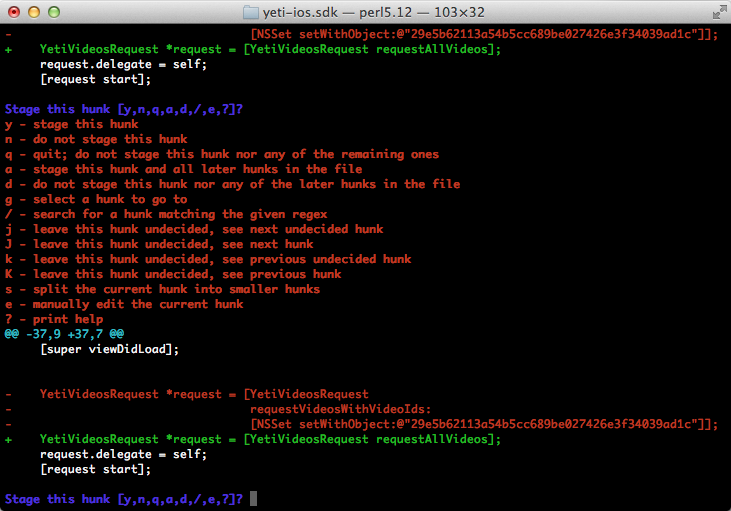 yeti-ios.sdk — perl5.12 — 103×32
-                                  [NSSet setWithObject:@"29e5b62113a54b5cc689be027426e3f34039ad1c"]];
+    YetiVideosRequest *request = [YetiVideosRequest requestAllVideos];
     request.delegate = self;
     [request start];
Stage this hunk [y,n,q,a,d,/,e,?]?
y - stage this hunk
n - do not stage this hunk
q - quit; do not stage this hunk nor any of the remaining ones
a - stage this hunk and all later hunks in the file
d - do not stage this hunk nor any of the later hunks in the file
g - select a hunk to go to
/ - search for a hunk matching the given regex
j - leave this hunk undecided, see next undecided hunk
J - leave this hunk undecided, see next hunk
k - leave this hunk undecided, see previous undecided hunk
K - leave this hunk undecided, see previous hunk
s - split the current hunk into smaller hunks
e - manually edit the current hunk
? - print help
@@ -37,9 +37,7 @@
     [super viewDidLoad];
-    YetiVideosRequest *request = [YetiVideosRequest
-                                  requestVideosWithVideoIds:
-                                  [NSSet setWithObject:@"29e5b62113a54b5cc689be027426e3f34039ad1c"]];
+    YetiVideosRequest *request = [YetiVideosRequest requestAllVideos];
     request.delegate = self;
     [request start];
Stage this hunk [y,n,q,a,d,/,e,?]?